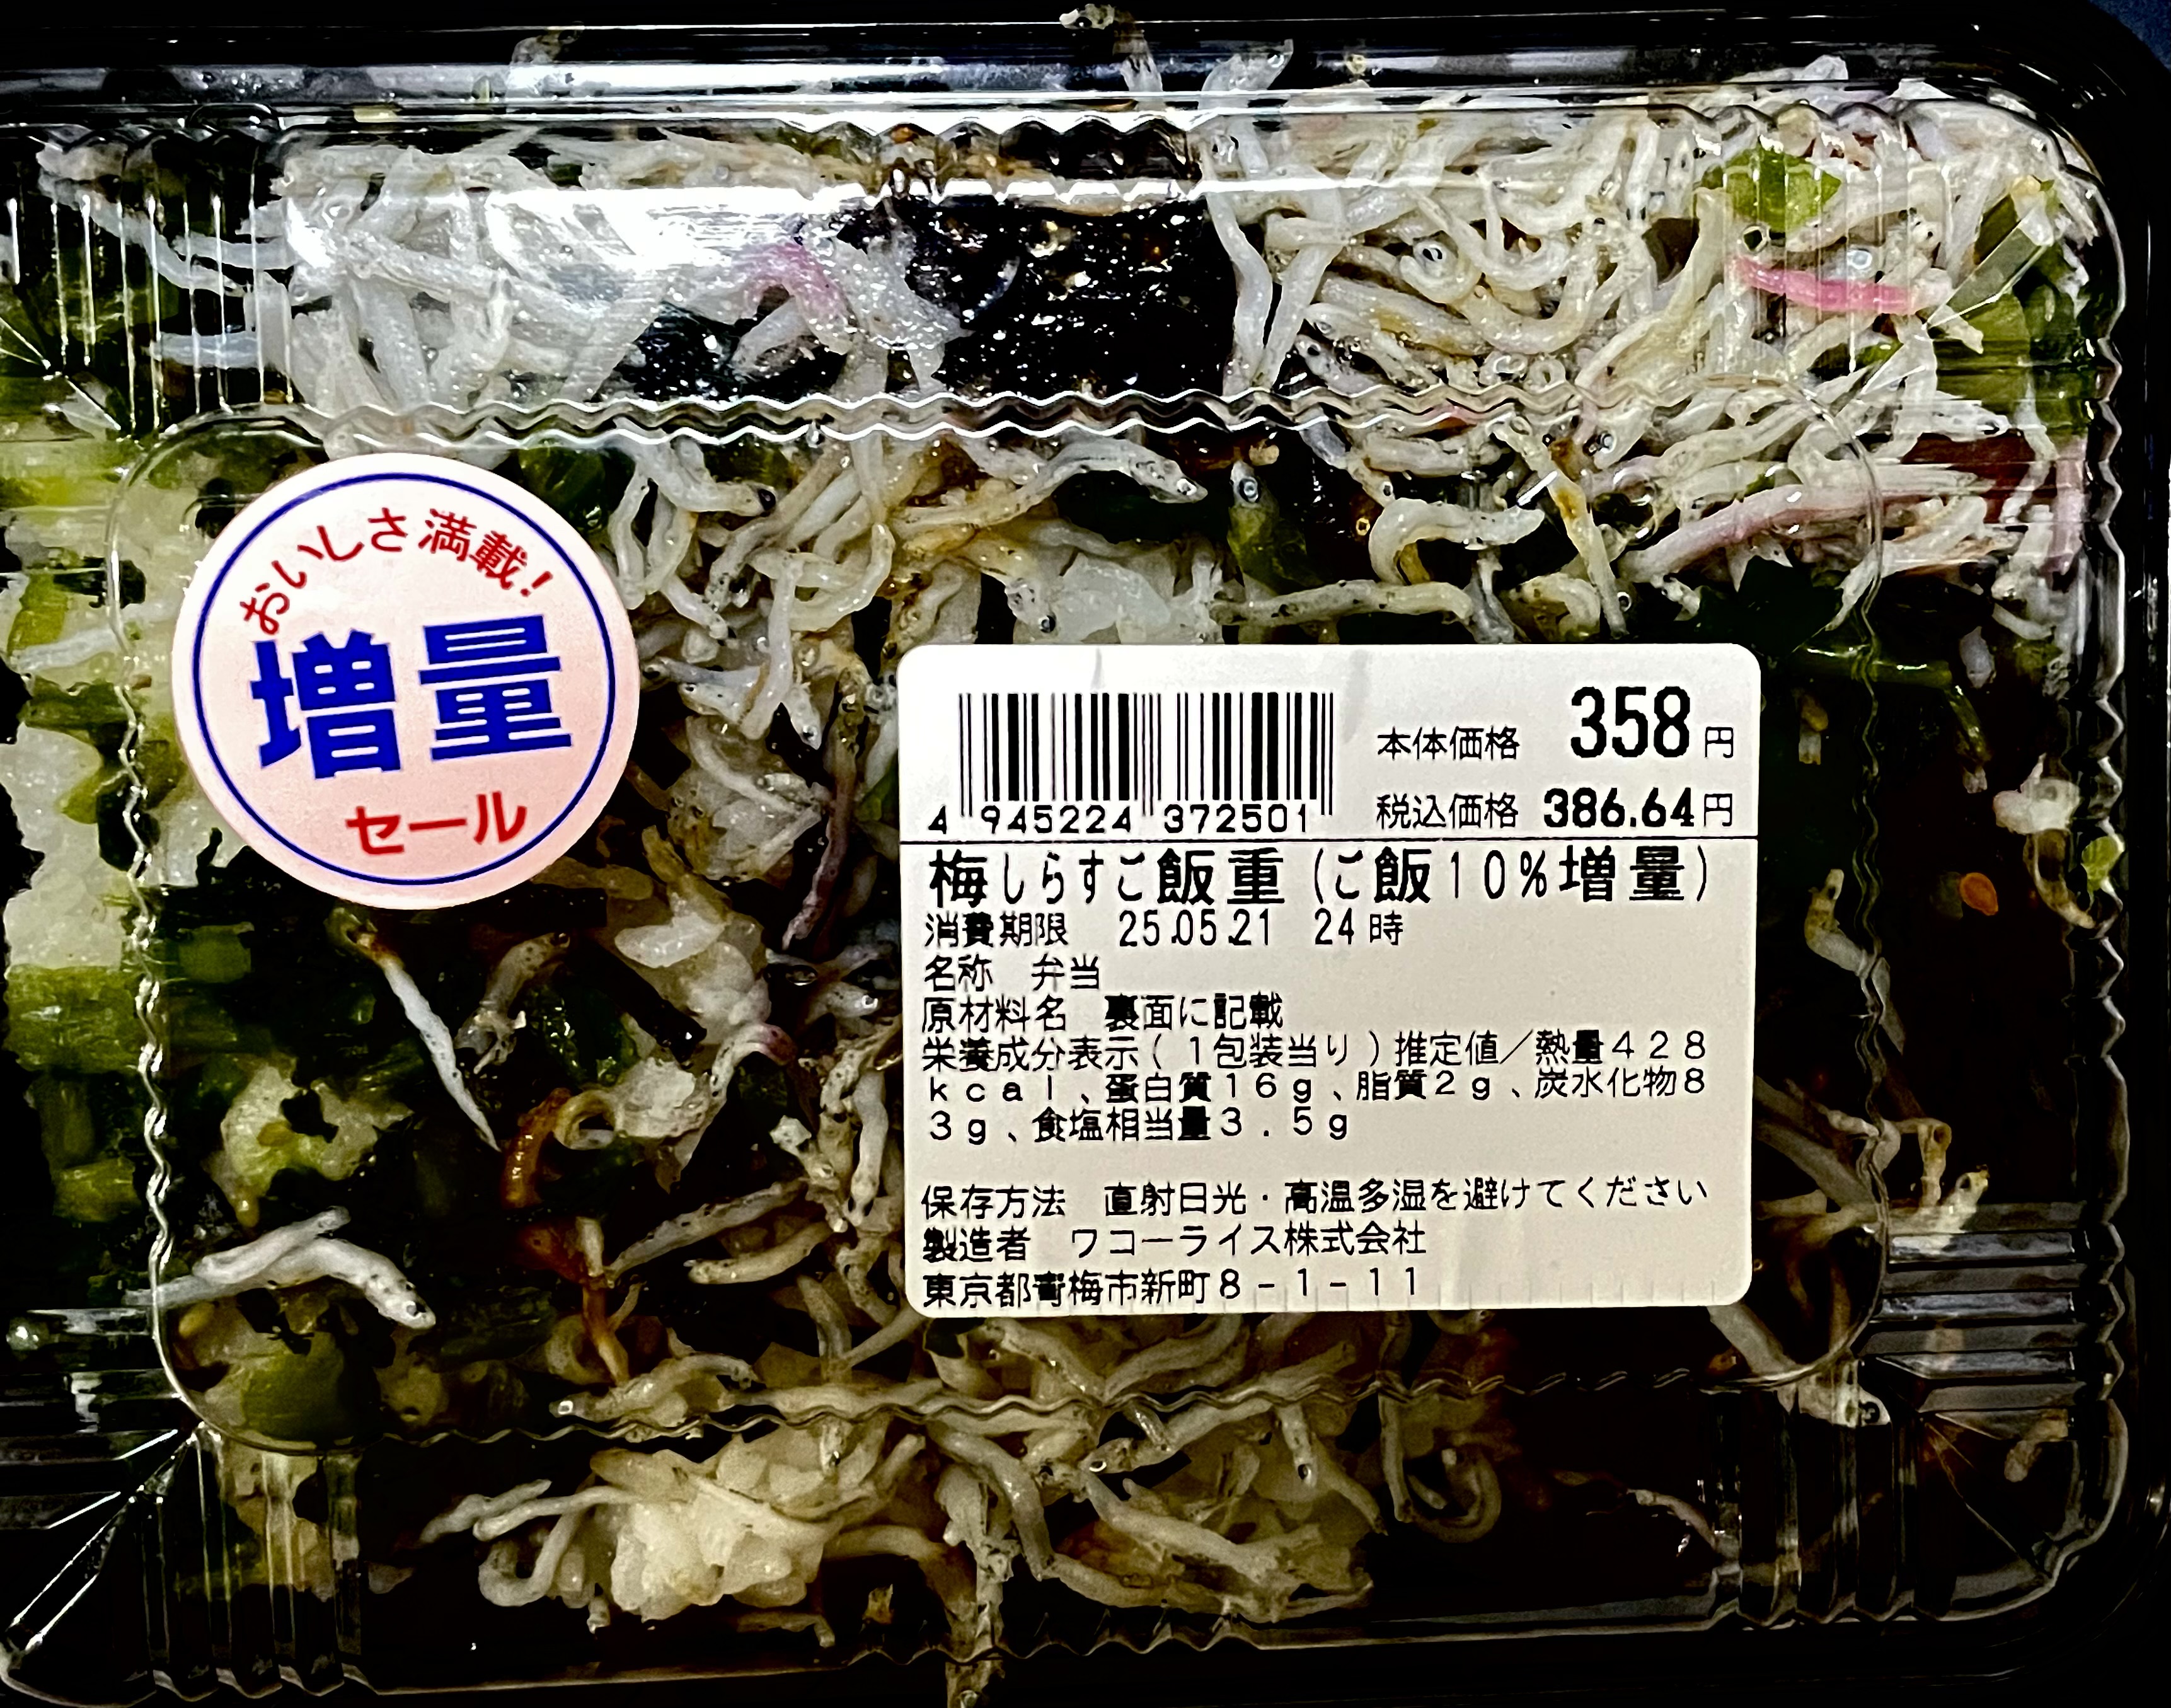 おいしさ満載!
増量
セール
本体価格 358円
税込価格 386.64円
4 945224 372501
梅しらすご飯重(ご飯10%増量)
消費期限 25.05.21 24時
名称 弁当
原材料名 裏面に記載
栄養成分表示(1包装当り)推定値/熱量428
kcal、蛋白質16g、脂質2g、炭水化物8
3g、食塩相当量3.5g
保存方法 直射日光・高温多湿を避けてください
製造者 ワコーライス株式会社
東京都青梅市新町8-1-11